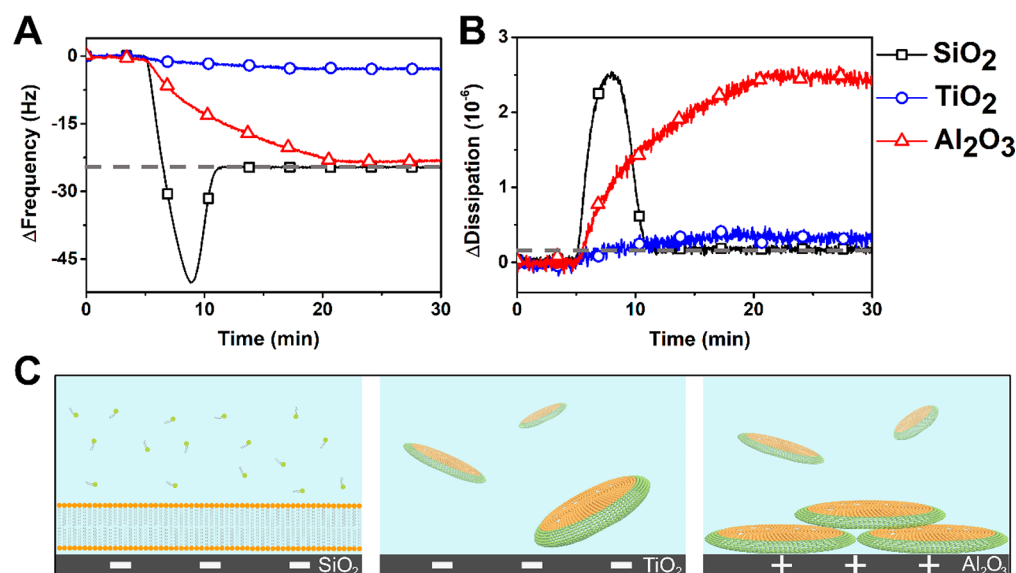 A
B
0
-15
-30
-45
ΔFrequency (Hz)
0
10
20
30
Time (min)
3
2
1
0
ΔDissipation (10⁻⁶)
0
10
20
30
Time (min)
SiO₂
TiO₂
Al₂O₃
C
SiO₂
TiO₂
Al₂O₃